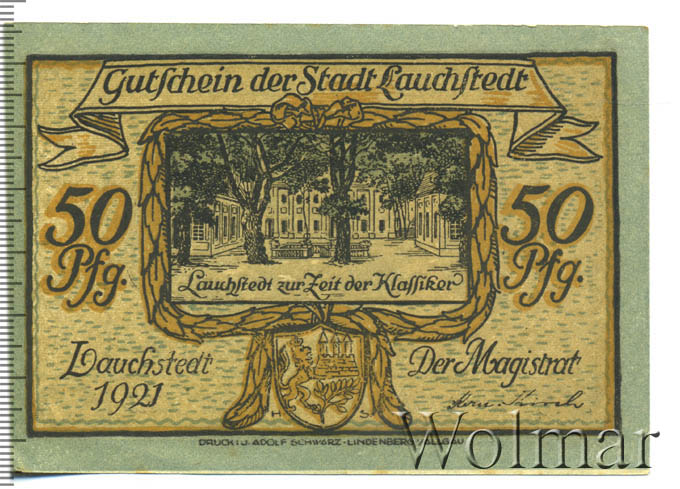 Gutschein der Stadt Lauchstedt
50 Pfg.
50 Pfg.
Lauchstedt zur Zeit der Klassiker
Lauchstedt
1921
Der Magistrat
H S
DRUCK: J. ADOLF SCHWARZ-LINDENBERG/ALLGÄU
Wolmar